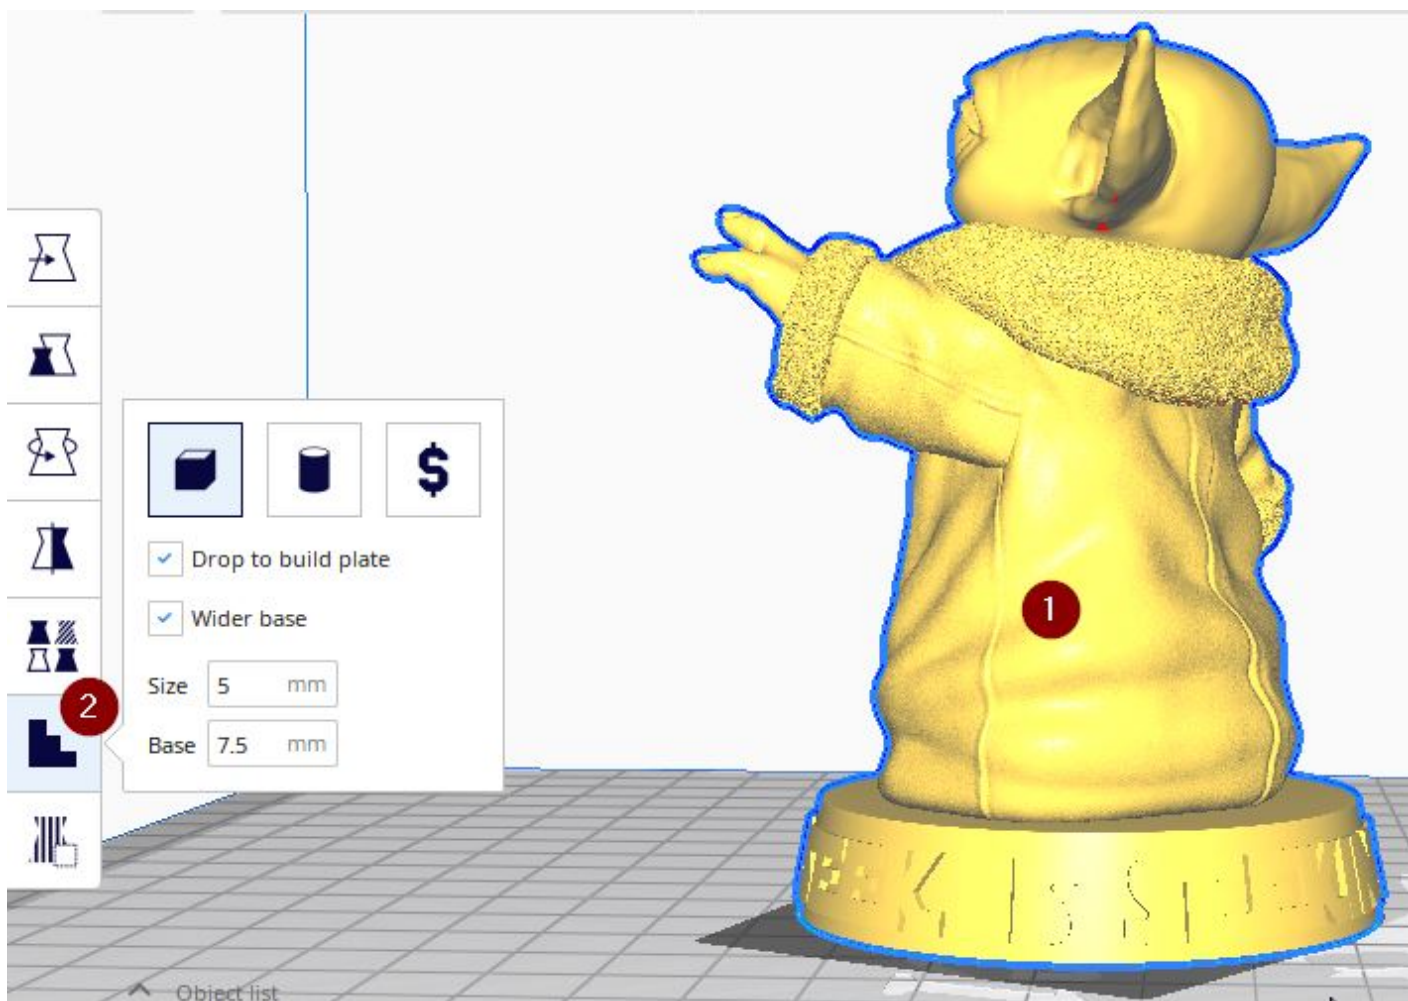 $
Drop to build plate
Wider base
Size 5 mm
2
Base 7.5 mm
1
Object list